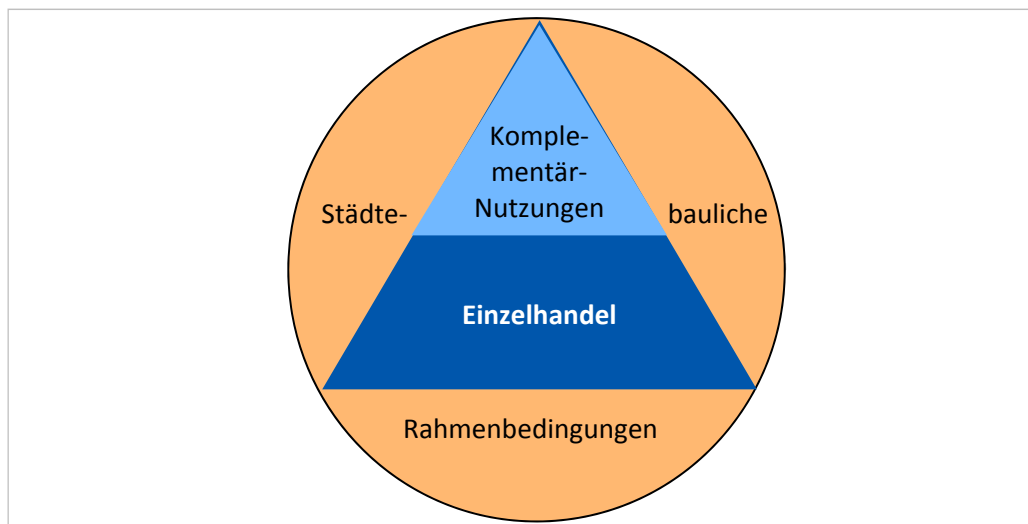 Komple-
mentär-
Nutzungen
Städte-
bauliche
Einzelhandel
Rahmenbedingungen